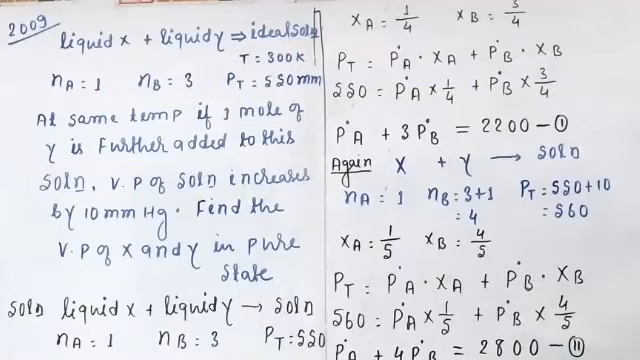 2009
liquid x + liquid y ⇒ ideal soln
T = 300K
nA = 1 nB = 3 PT = 550mm
At same temp if 1 mole of
y is Further added to this
soln, V.P of soln increases
by 10 mm Hg. Find the
V.P of x and y in pure
state
soln liquid x + liquid y → soln
nA = 1 nB = 3 PT = 550
xA = 1/4 xB = 3/4
PT = P°A · xA + P°B · xB
550 = P°A × 1/4 + P°B × 3/4
P°A + 3P°B = 2200 – I
Again x + y → soln
nA = 1 nB = 3+1 PT = 550 + 10
= 4 = 560
xA = 1/5 xB = 4/5
PT = P°A · xA + P°B · xB
560 = P°A × 1/5 + P°B × 4/5
P°A + 4P°B = 2800 – II